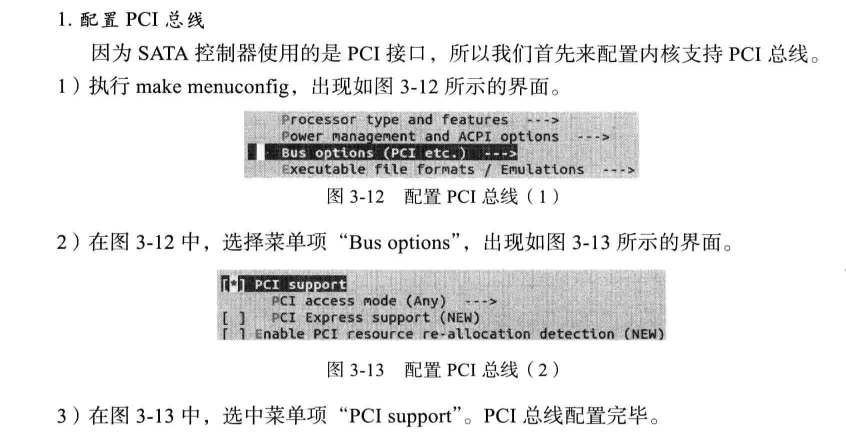 1. 配置 PCI 总线
因为 SATA 控制器使用的是 PCI 接口，所以我们首先来配置内核支持 PCI 总线。
1）执行 make menuconfig，出现如图 3-12 所示的界面。
Processor type and features --->
Power management and ACPI options --->
Bus options (PCI etc.) --->
Executable file formats / Emulations --->
图 3-12 配置 PCI 总线（1）
2）在图 3-12 中，选择菜单项“Bus options”，出现如图 3-13 所示的界面。
[*] PCI support
PCI access mode (Any) --->
[ ] PCI Express support (NEW)
[ ] Enable PCI resource re-allocation detection (NEW)
图 3-13 配置 PCI 总线（2）
3）在图 3-13 中，选中菜单项“PCI support”。PCI 总线配置完毕。